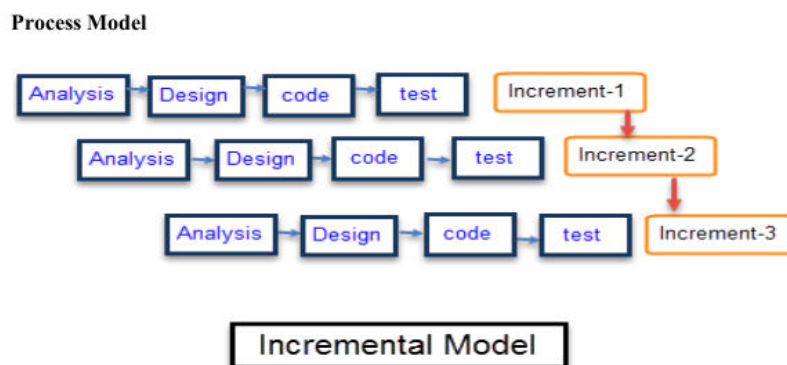 Process Model
Analysis Design code test Increment-1
Analysis Design code test Increment-2
Analysis Design code test Increment-3
Incremental Model